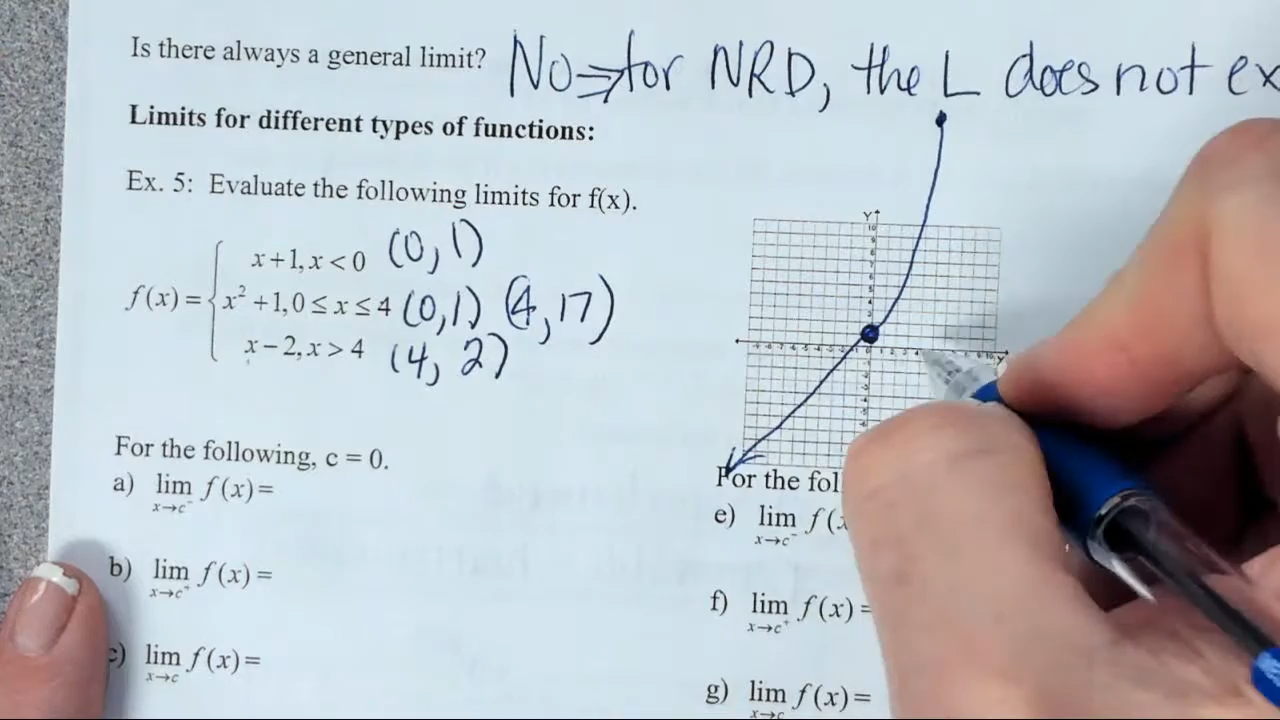 Is there always a general limit? No⇒for NRD, the L does not ex
Limits for different types of functions:
Ex. 5: Evaluate the following limits for f(x).
x+1, x < 0 (0, 1)
f(x) = { x² +1, 0 ≤ x ≤ 4 (0,1) (4,17)
x − 2, x > 4 (4, 2)
Y
For the following, c = 0.
a) lim f(x) =
x→c⁻
b) lim f(x) =
x→c⁺
c) lim f(x) =
x→c
For the fol
e) lim f(x
x→c⁻
f) lim f(x) =
x→c⁺
g) lim f(x) =
x→c